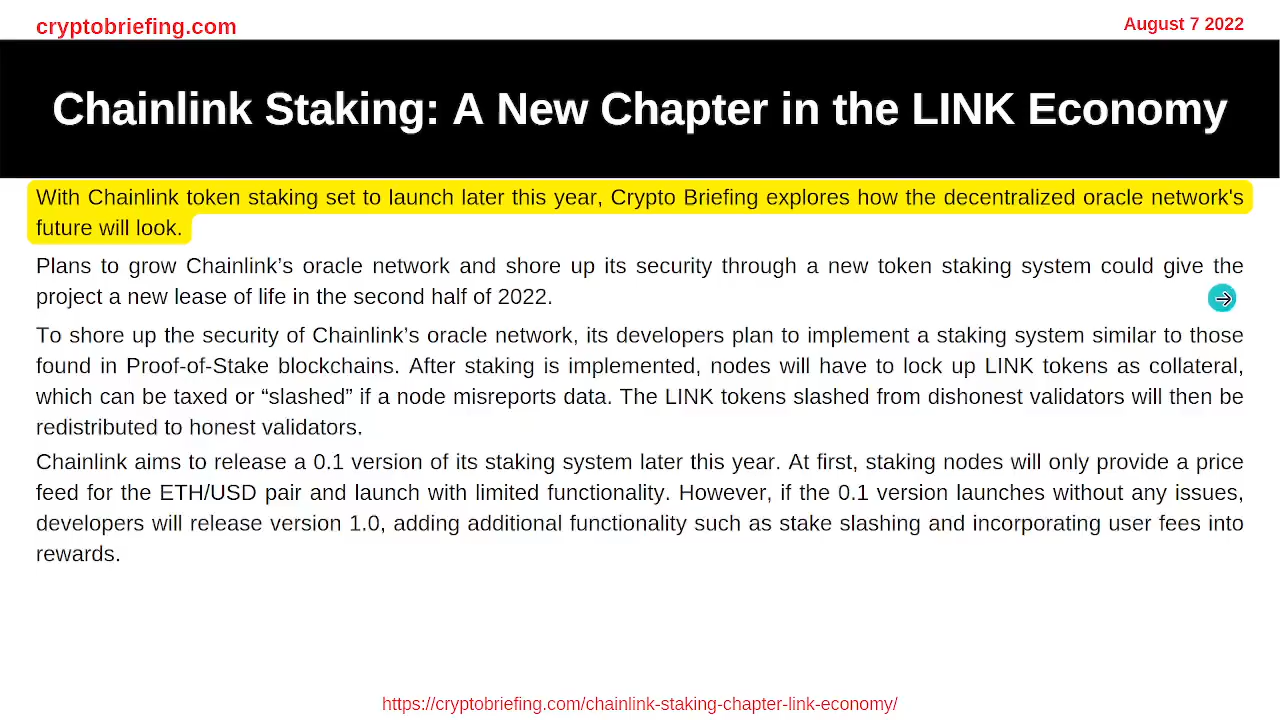 cryptobriefing.com
August 7 2022
Chainlink Staking: A New Chapter in the LINK Economy
With Chainlink token staking set to launch later this year, Crypto Briefing explores how the decentralized oracle network's
future will look.
Plans to grow Chainlink’s oracle network and shore up its security through a new token staking system could give the
project a new lease of life in the second half of 2022.
To shore up the security of Chainlink’s oracle network, its developers plan to implement a staking system similar to those
found in Proof-of-Stake blockchains. After staking is implemented, nodes will have to lock up LINK tokens as collateral,
which can be taxed or “slashed” if a node misreports data. The LINK tokens slashed from dishonest validators will then be
redistributed to honest validators.
Chainlink aims to release a 0.1 version of its staking system later this year. At first, staking nodes will only provide a price
feed for the ETH/USD pair and launch with limited functionality. However, if the 0.1 version launches without any issues,
developers will release version 1.0, adding additional functionality such as stake slashing and incorporating user fees into
rewards.
https://cryptobriefing.com/chainlink-staking-chapter-link-economy/